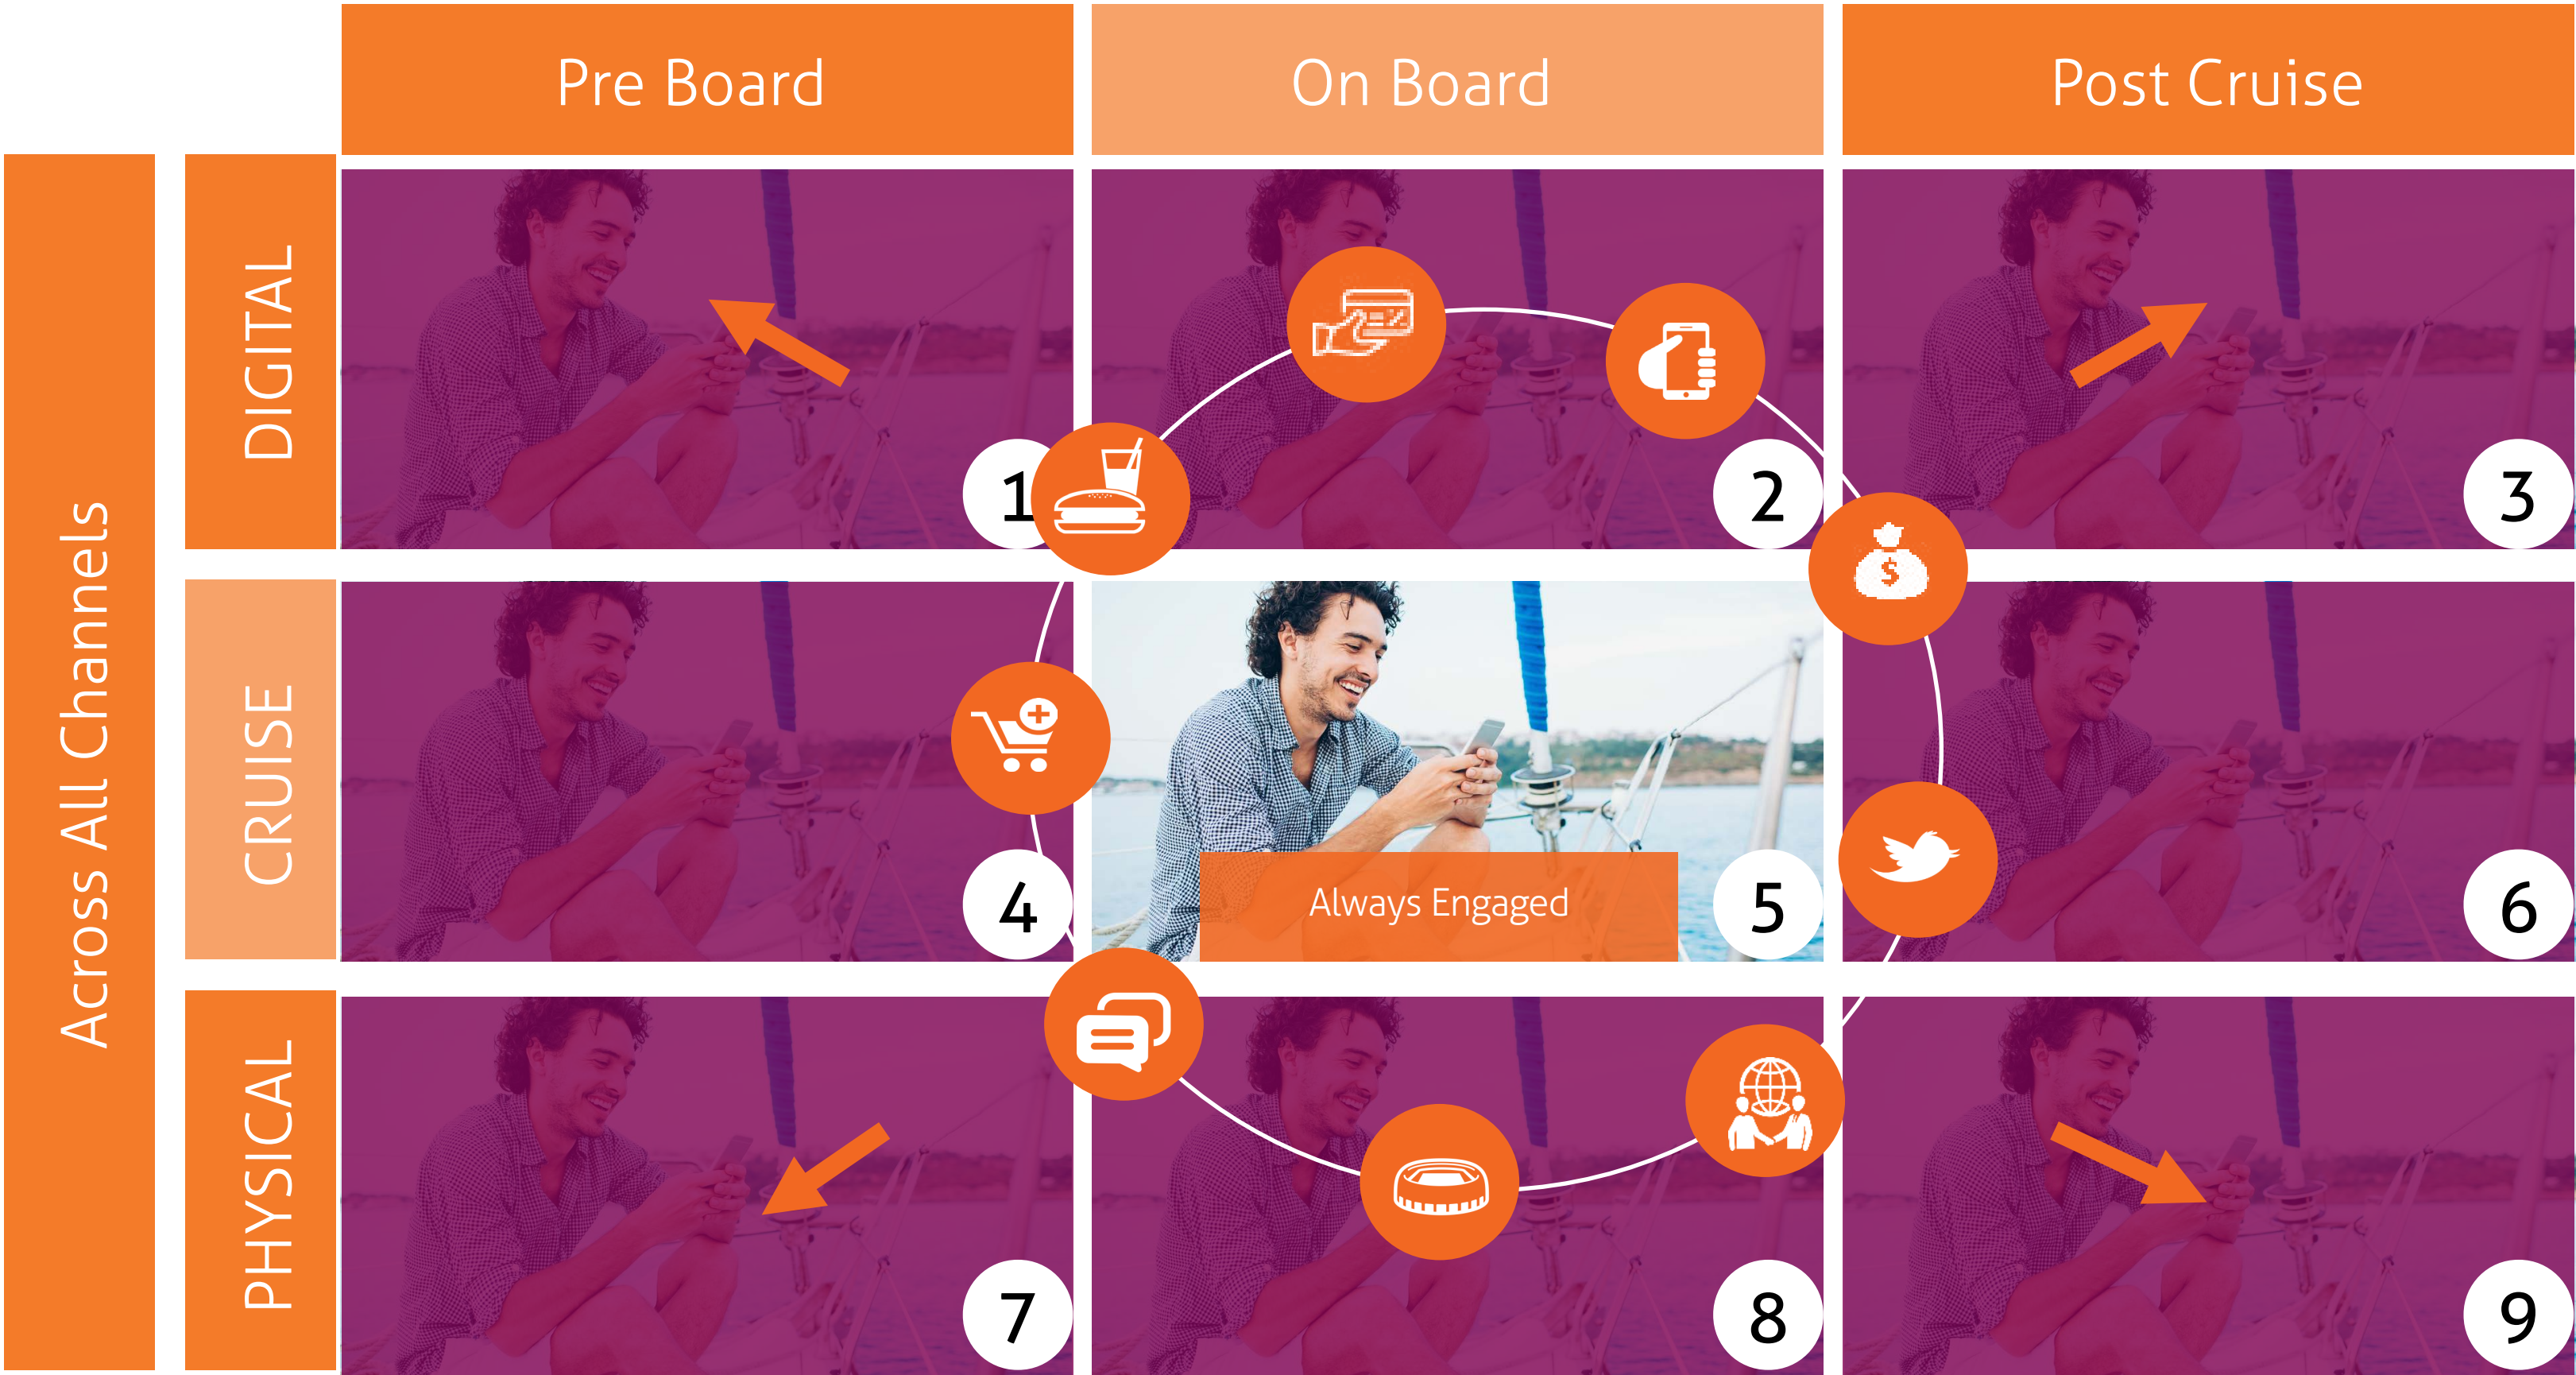 Pre Board
On Board
Post Cruise
Across All Channels
DIGITAL
1
2
3
$
CRUISE
4
Always Engaged
5
6
PHYSICAL
7
8
9